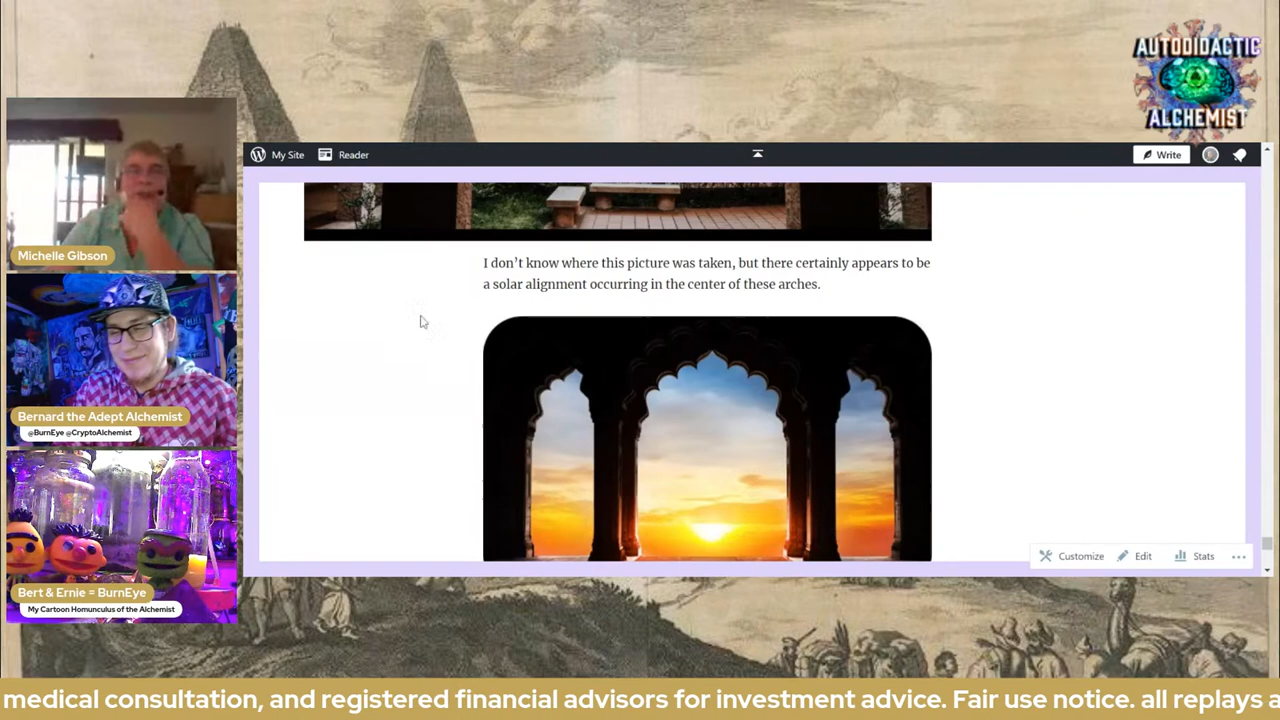 AUTODIDACTIC
ALCHEMIST
My Site
Reader
Write
Michelle Gibson
I don’t know where this picture was taken, but there certainly appears to be
a solar alignment occurring in the center of these arches.
Bernard the Adept Alchemist
@BurnEye @CryptoAlchemist
Customize
Edit
Stats
Bert & Ernie = BurnEye
My Cartoon Homunculus of the Alchemist
medical consultation, and registered financial advisors for investment advice. Fair use notice. all replays a